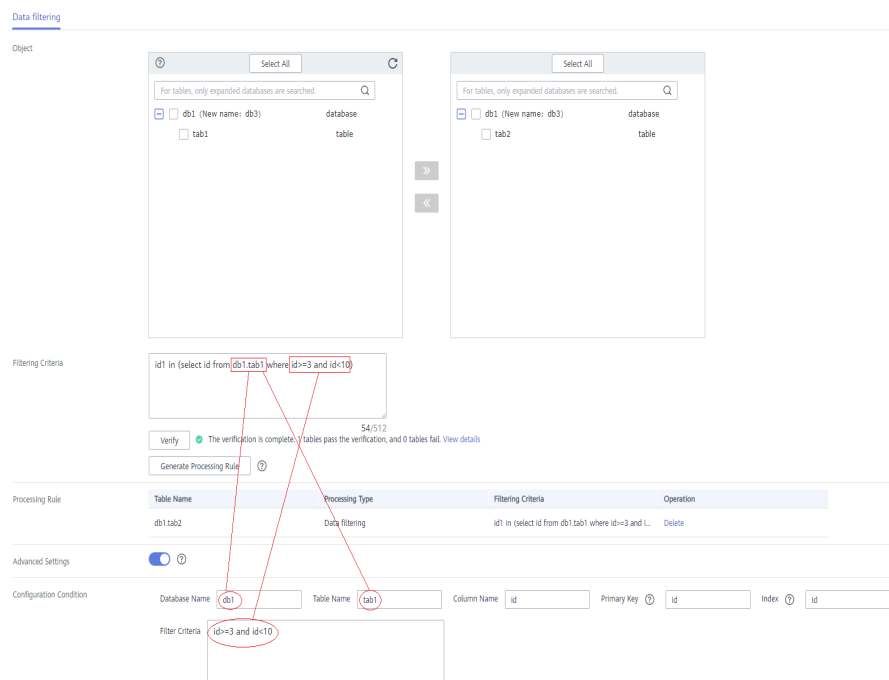 Data filtering
Object
Select All
Select All
For tables, only expanded databases are searched.
For tables, only expanded databases are searched.
db1 (New name: db3) database
db1 (New name: db3) database
tab1 table
tab2 table
Filtering Criteria
id1 in (select id from db1.tab1 where id>=3 and id<10)
54/512
Verify The verification is complete. 1 tables pass the verification, and 0 tables fail. View details
Generate Processing Rule
Processing Rule
Table Name Processing Type Filtering Criteria Operation
db1.tab2 Data filtering id1 in (select id from db1.tab1 where id>=3 and i... Delete
Advanced Settings
Configuration Condition
Database Name db1 Table Name tab1 Column Name id Primary Key id Index id
Filter Criteria id>=3 and id<10